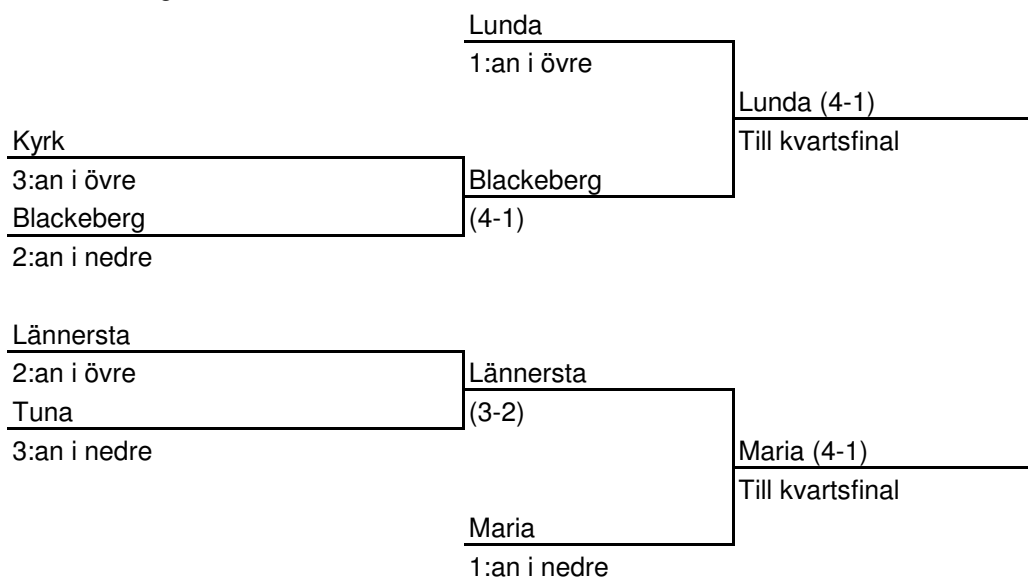 Lunda
1:an i övre
Lunda (4-1)
Kyrk
Till kvartsfinal
3:an i övre
Blackeberg
Blackeberg
(4-1)
2:an i nedre
Lännersta
2:an i övre
Lännersta
Tuna
(3-2)
3:an i nedre
Maria (4-1)
Till kvartsfinal
Maria
1:an i nedre